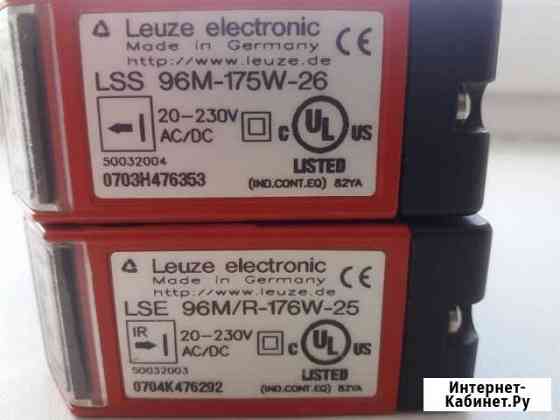 Leuze electronic
Made in Germany
http://www.leuze.de
CE
LSS 96M-175W-26
20-230V
AC/DC
C UL US
LISTED
50032004
0703H476353
(IND.CONT.EQ) 82YA
Leuze electronic
Made in Germany
http://www.leuze.de
CE
LSE 96M/R-176W-25
IR
20-230V
AC/DC
C UL US
LISTED
50032003
0704K476292
(IND.CONT.EQ) 82YA
Интернет-
Кабинет.Ру